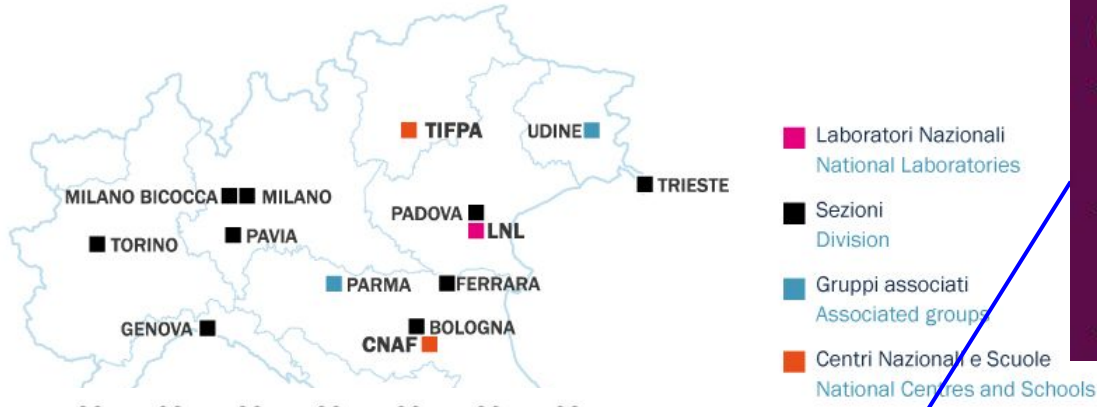 TIFPA
UDINE
TRIESTE
MILANO BICOCCA
MILANO
PADOVA
LNL
TORINO
PAVIA
PARMA
FERRARA
GENOVA
BOLOGNA
CNAF
Laboratori Nazionali
National Laboratories
Sezioni
Division
Gruppi associati
Associated groups
Centri Nazionali e Scuole
National Centres and Schools